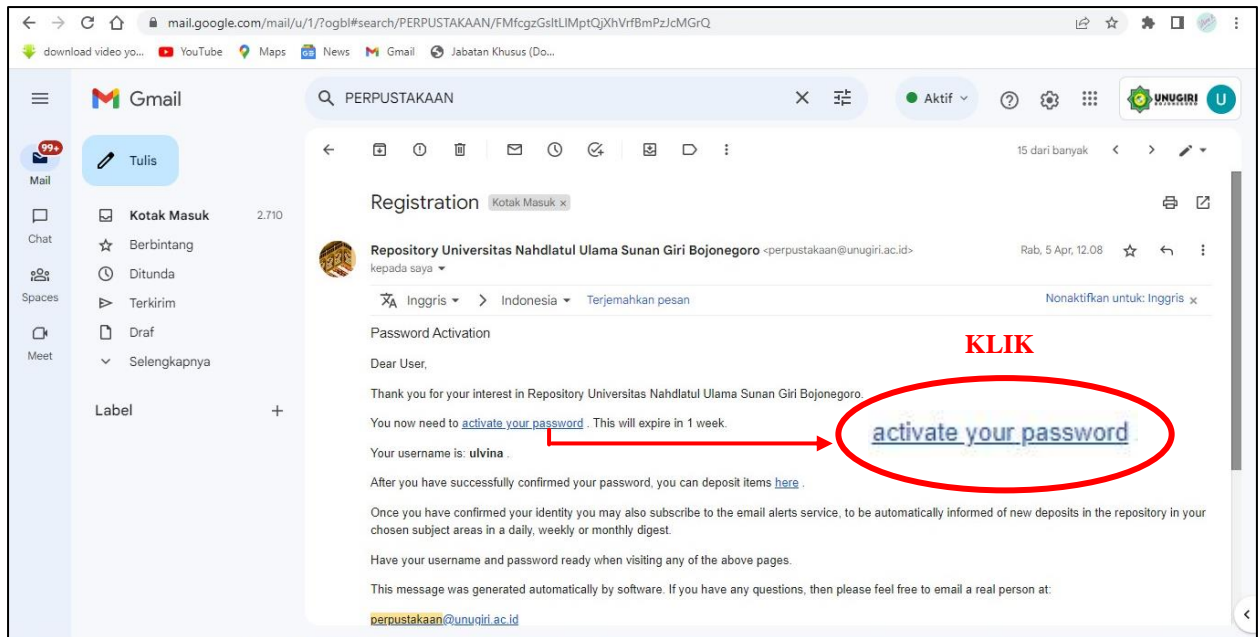 mail.google.com/mail/u/1/?ogbl#search/PERPUSTAKAAN/FMfcgzGsltLlMptQjXhVrfBmPzJcMGrQ
download video yo... YouTube Maps News Gmail Jabatan Khusus (Do...
Gmail PERPUSTAKAAN Aktif UNUGIRI U
99+
Mail
Chat
Spaces
Meet
Tulis
Kotak Masuk 2.710
Berbintang
Ditunda
Terkirim
Draf
Selengkapnya
Label +
15 dari banyak
Registration Kotak Masuk x
Repository Universitas Nahdlatul Ulama Sunan Giri Bojonegoro <perpustakaan@unugiri.ac.id> Rab, 5 Apr, 12.08
kepada saya
Inggris > Indonesia Terjemahkan pesan Nonaktifkan untuk: Inggris x
Password Activation
KLIK
Dear User,
Thank you for your interest in Repository Universitas Nahdlatul Ulama Sunan Giri Bojonegoro.
You now need to activate your password . This will expire in 1 week.
activate your password .
Your username is: ulvina .
After you have successfully confirmed your password, you can deposit items here .
Once you have confirmed your identity you may also subscribe to the email alerts service, to be automatically informed of new deposits in the repository in your
chosen subject areas in a daily, weekly or monthly digest.
Have your username and password ready when visiting any of the above pages.
This message was generated automatically by software. If you have any questions, then please feel free to email a real person at:
perpustakaan@unugiri.ac.id